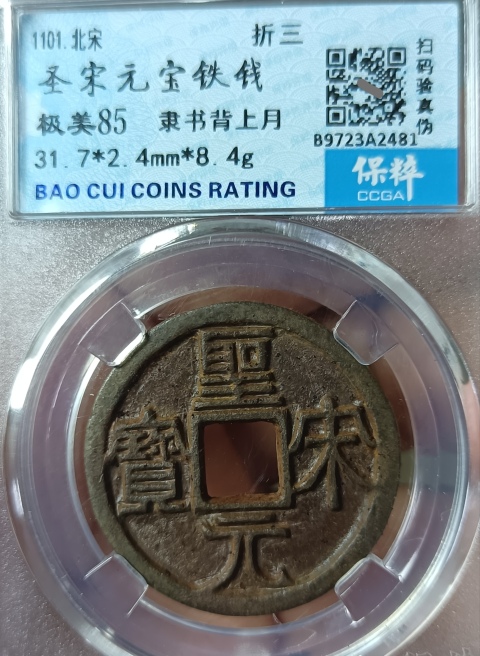 1101.北宋 折三
圣宋元宝铁钱
极美85 隶书背上月
31.7*2.4mm*8.4g
BAO CUI COINS RATING
扫码验真伪
B9723A2481
保粹
CCGA
聖
寶 宋
元